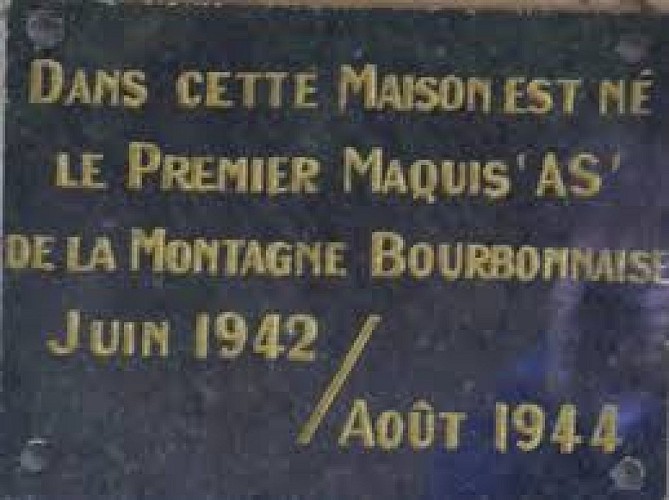 Dans cette Maison est né
le Premier Maquis 'AS'
de la Montagne Bourbonnaise
Juin 1942 /
Août 1944